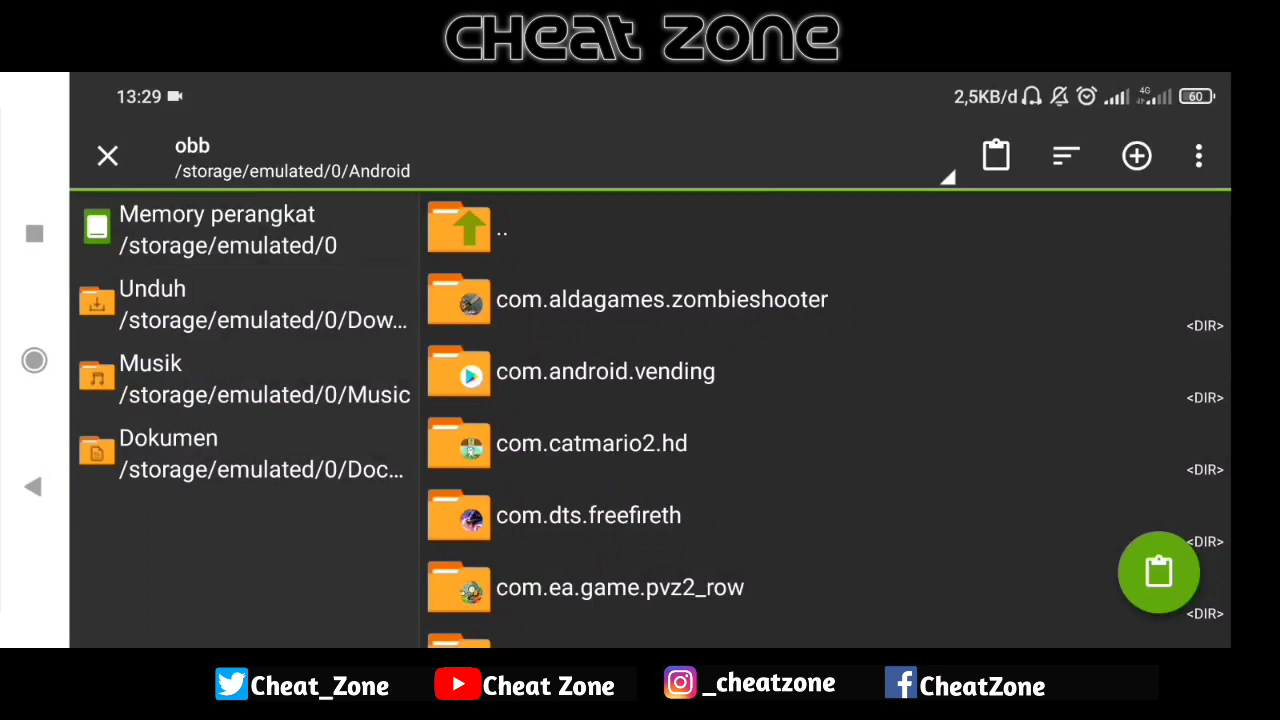 CHEAT ZONE
13:29
2,5KB/d
4G
60
obb
/storage/emulated/0/Android
Memory perangkat
/storage/emulated/0
Unduh
/storage/emulated/0/Dow...
Musik
/storage/emulated/0/Music
Dokumen
/storage/emulated/0/Doc...
..
com.aldagames.zombieshooter
<DIR>
com.android.vending
<DIR>
com.catmario2.hd
<DIR>
com.dts.freefireth
<DIR>
com.ea.game.pvz2_row
<DIR>
Cheat_Zone
Cheat Zone
_cheatzone
CheatZone